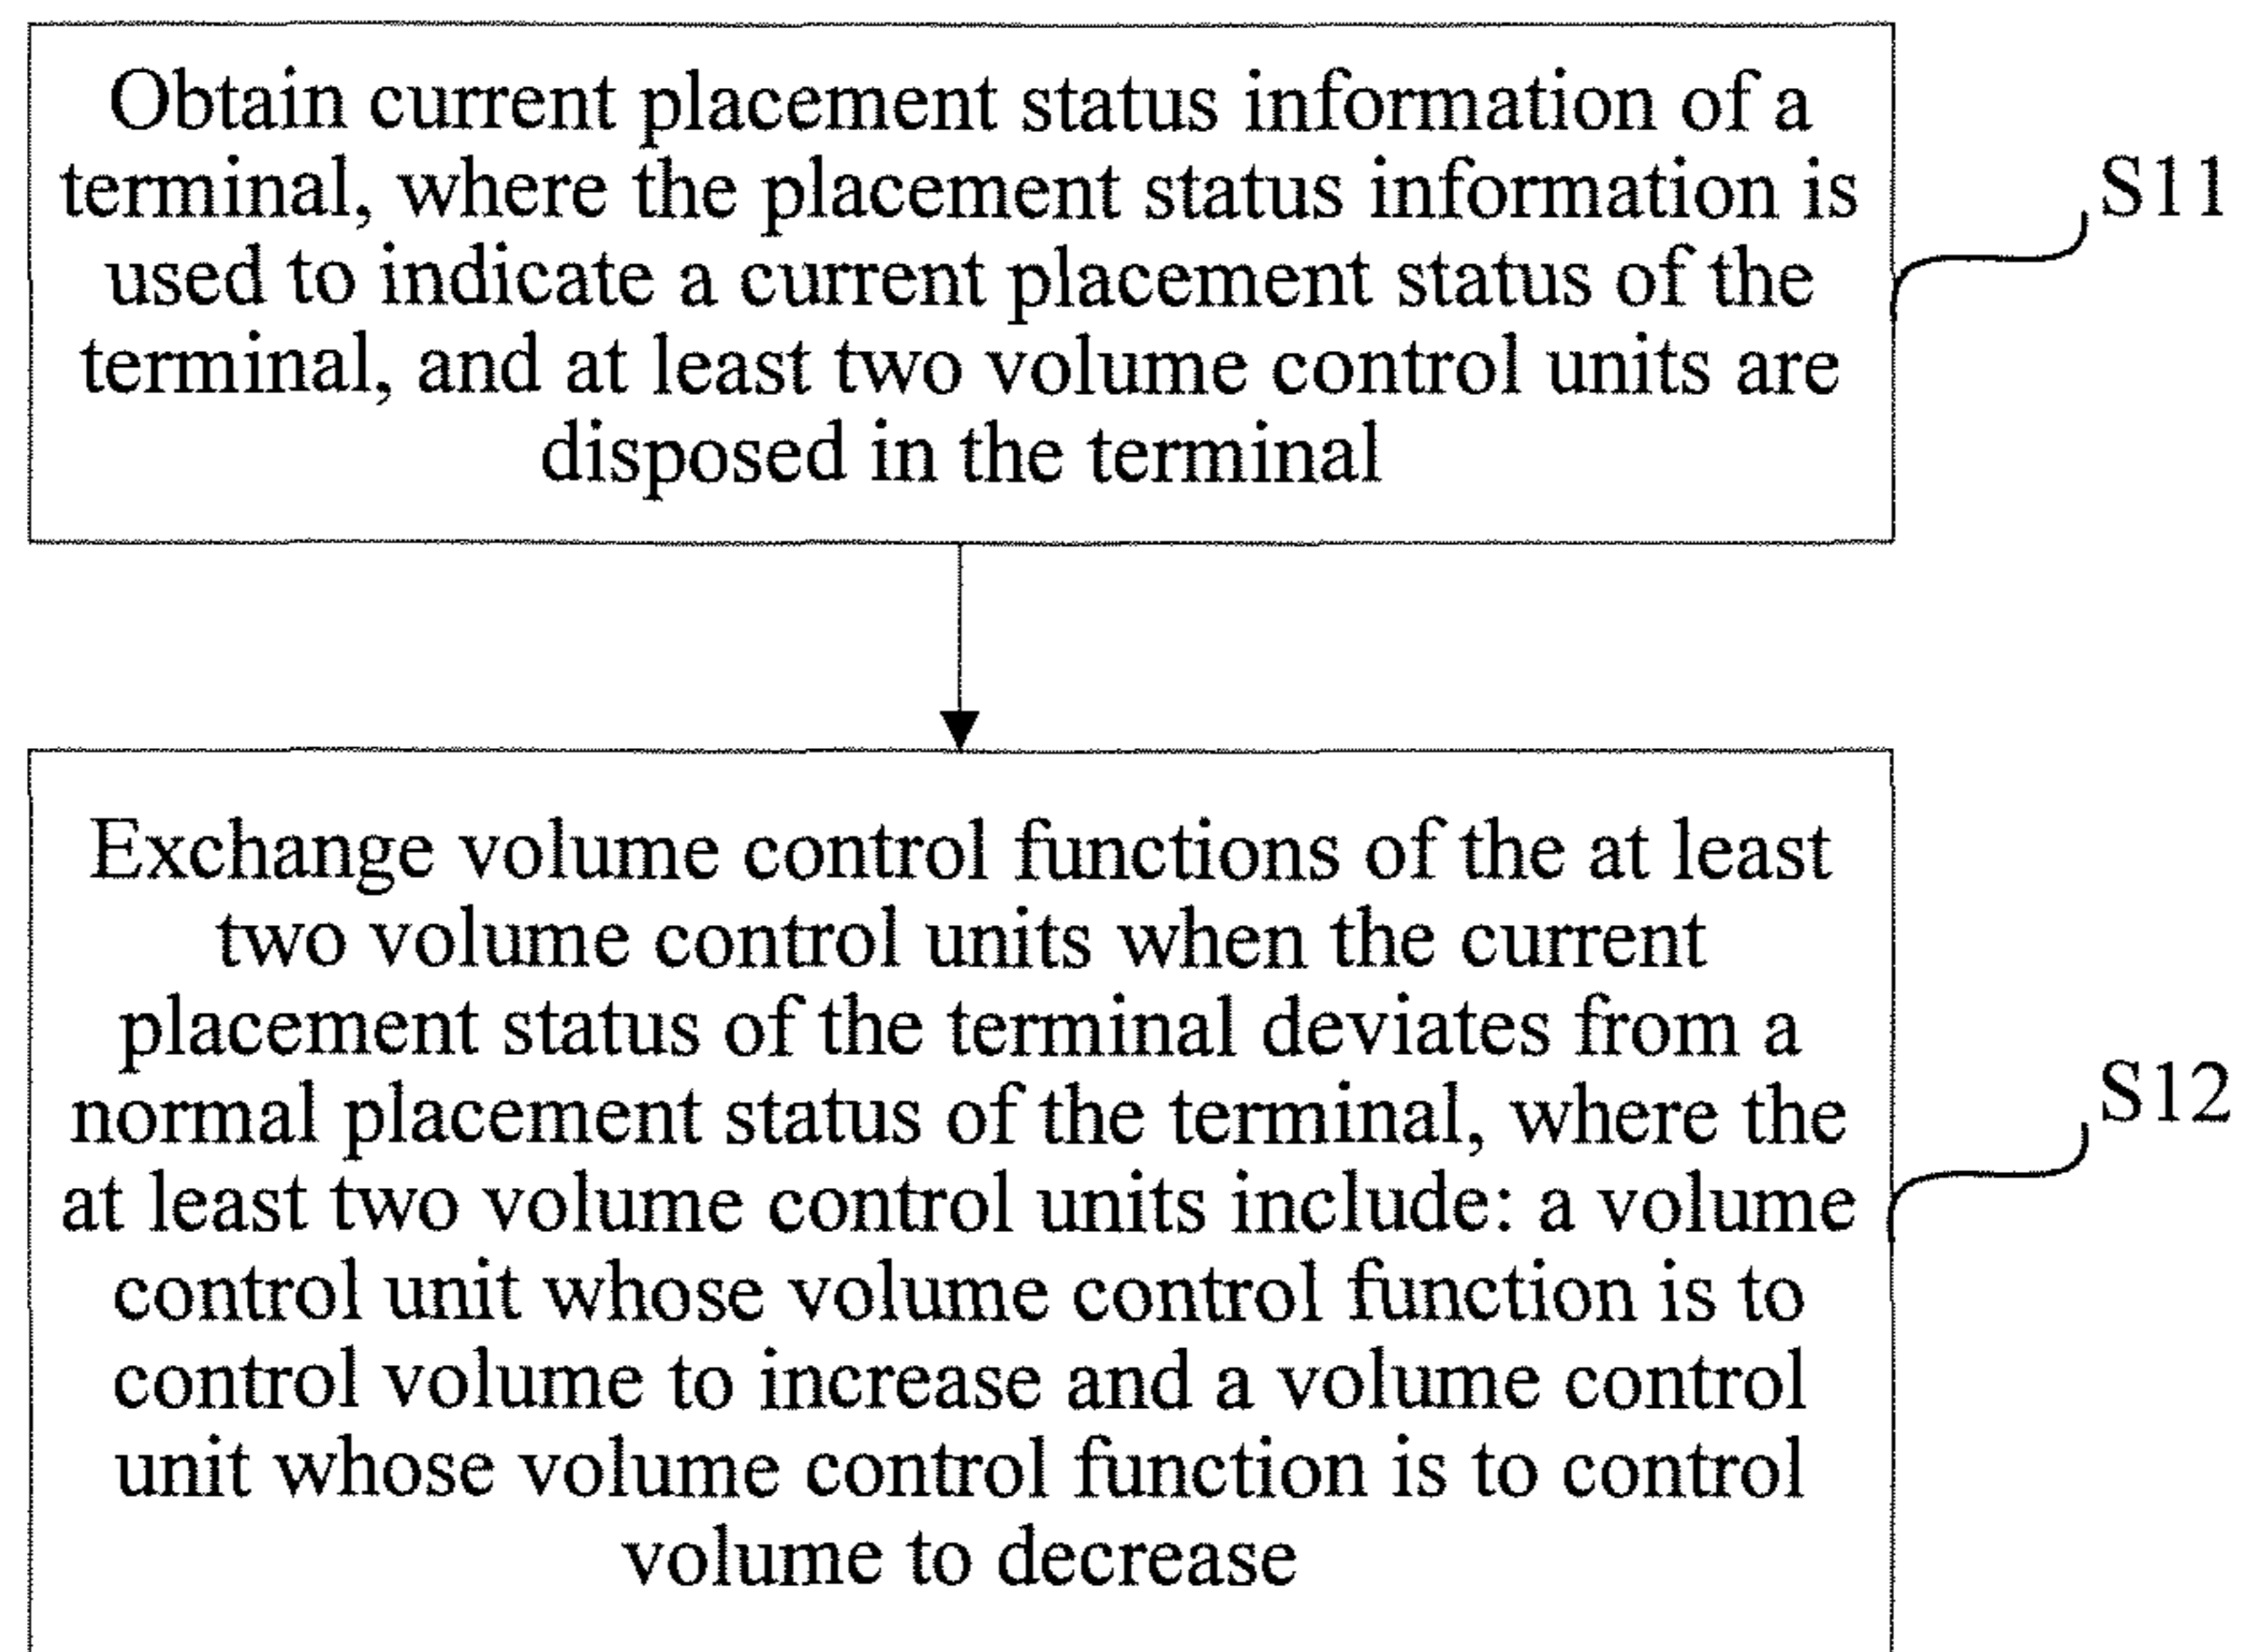 Obtain current placement status information of a
terminal, where the placement status information is
used to indicate a current placement status of the
terminal, and at least two volume control units are
disposed in the terminal
S11
Exchange volume control functions of the at least
two volume control units when the current
placement status of the terminal deviates from a
normal placement status of the terminal, where the
at least two volume control units include: a volume
control unit whose volume control function is to
control volume to increase and a volume control
unit whose volume control function is to control
volume to decrease
S12